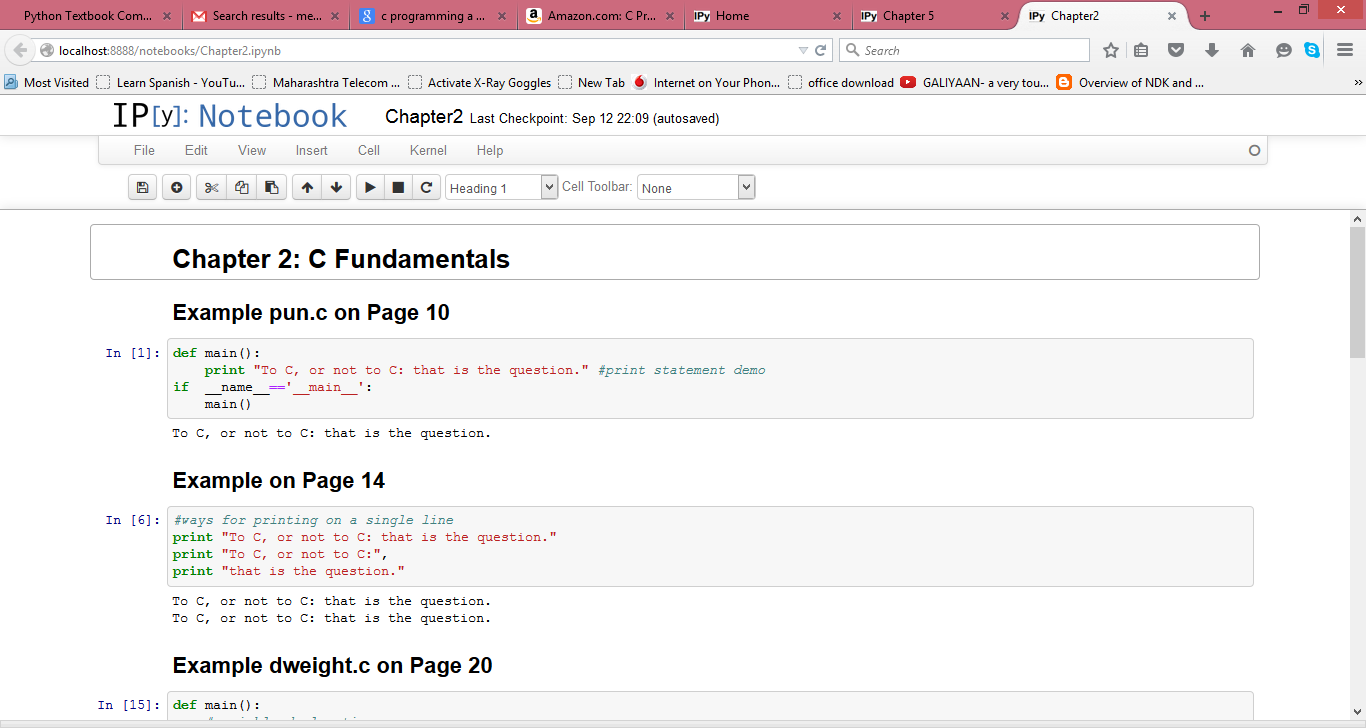 Python Textbook Com... Search results - me... c programming a ... Amazon.com: C Pr... IPy Home IPy Chapter 5 IPy Chapter2
localhost:8888/notebooks/Chapter2.ipynb Search
Most Visited Learn Spanish - YouTu... Maharashtra Telecom ... Activate X-Ray Goggles New Tab Internet on Your Phon... office download GALIYAAN- a very tou... Overview of NDK and ... »
IP[y]: Notebook Chapter2 Last Checkpoint: Sep 12 22:09 (autosaved)
File Edit View Insert Cell Kernel Help
Heading 1 Cell Toolbar: None
Chapter 2: C Fundamentals
Example pun.c on Page 10
In [1]: def main():
print "To C, or not to C: that is the question." #print statement demo
if __name__=='__main__':
main()
To C, or not to C: that is the question.
Example on Page 14
In [6]: #ways for printing on a single line
print "To C, or not to C: that is the question."
print "To C, or not to C:",
print "that is the question."
To C, or not to C: that is the question.
To C, or not to C: that is the question.
Example dweight.c on Page 20
In [15]: def main():